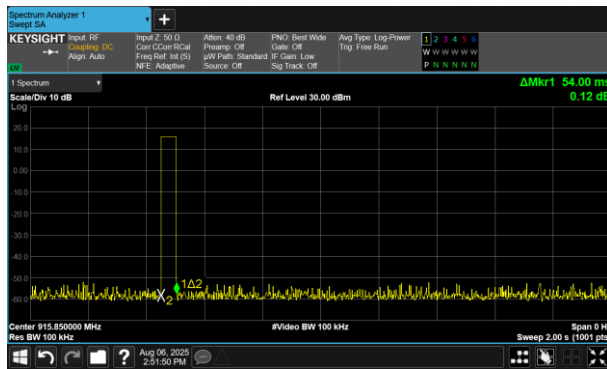 Spectrum Analyzer 1
Swept SA
KEYSIGHT Input: RF Input Z: 50 Ω Atten: 40 dB PNO: Best Wide Avg Type: Log-Power 1 2 3 4 5 6
Coupling: DC Corr CCorr RCal Preamp: Off Gate: Off Trig: Free Run W W W W W W
Align: Auto Freq Ref: Int (S) µW Path: Standard IF Gain: Low P N N N N N
NFE: Adaptive Source: Off Sig Track: Off
1 Spectrum ΔMkr1 54.00 ms
Scale/Div 10 dB Ref Level 30.00 dBm 0.12 dB
Log
20.0
10.0
0.00
-10.0
-20.0
-30.0
-40.0
-50.0 1Δ2
-60.0 X2
Center 915.850000 MHz #Video BW 100 kHz Span 0 H
Res BW 100 kHz Sweep 2.00 s (1001 pts
? Aug 06, 2025
2:51:50 PM